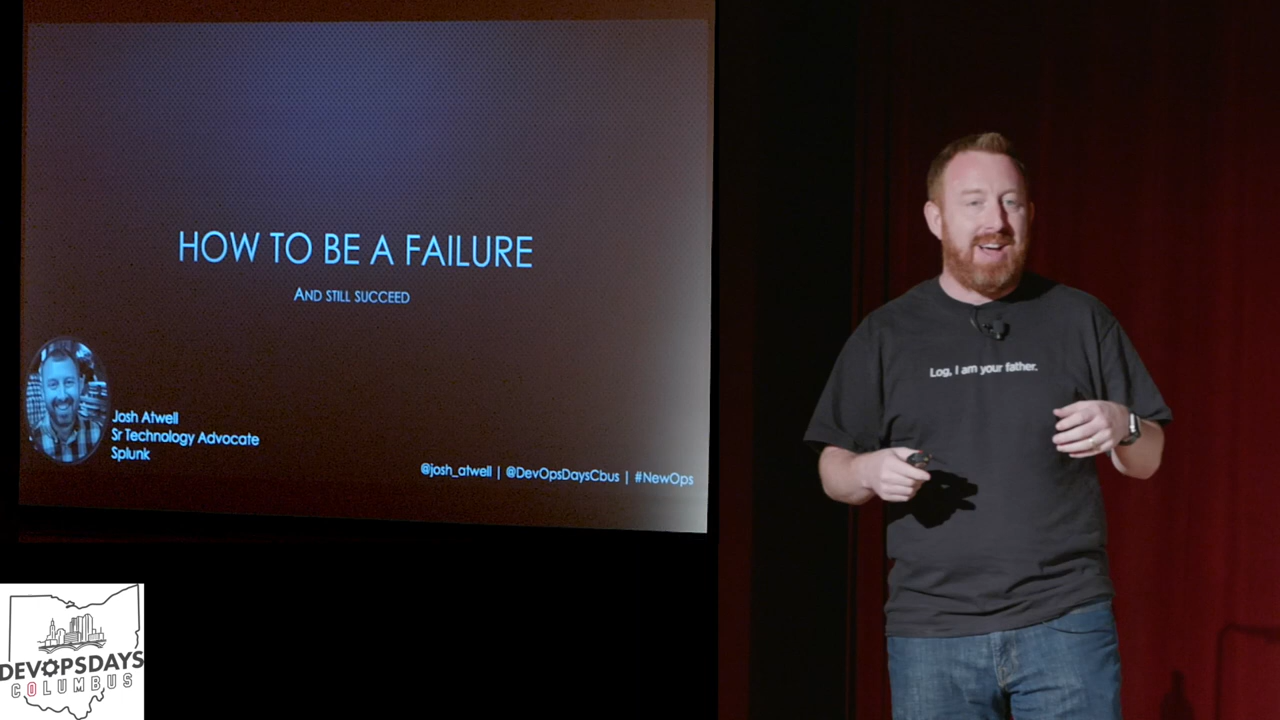 HOW TO BE A FAILURE
AND STILL SUCCEED
Josh Atwell
Sr Technology Advocate
Splunk
@josh_atwell | @DevOpsDaysCbus | #NewOps
Log, I am your father.
DEVOPSDAYS
COLUMBUS